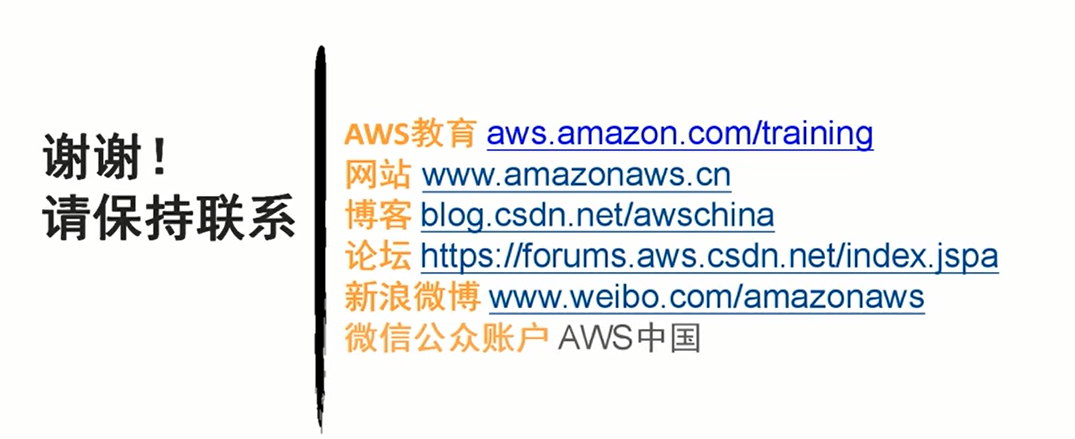 谢谢!
请保持联系
AWS教育 aws.amazon.com/training
网站 www.amazonaws.cn
博客 blog.csdn.net/awschina
论坛 https://forums.aws.csdn.net/index.jspa
新浪微博 www.weibo.com/amazonaws
微信公众账户 AWS中国